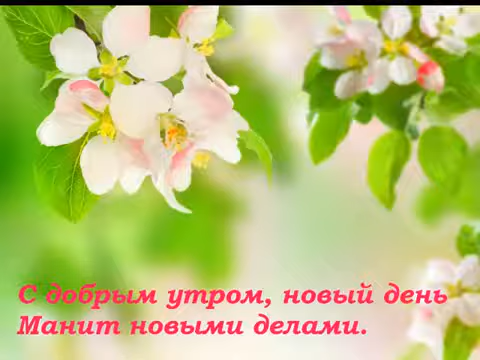 С добрым утром, новый день
Манит новыми делами.